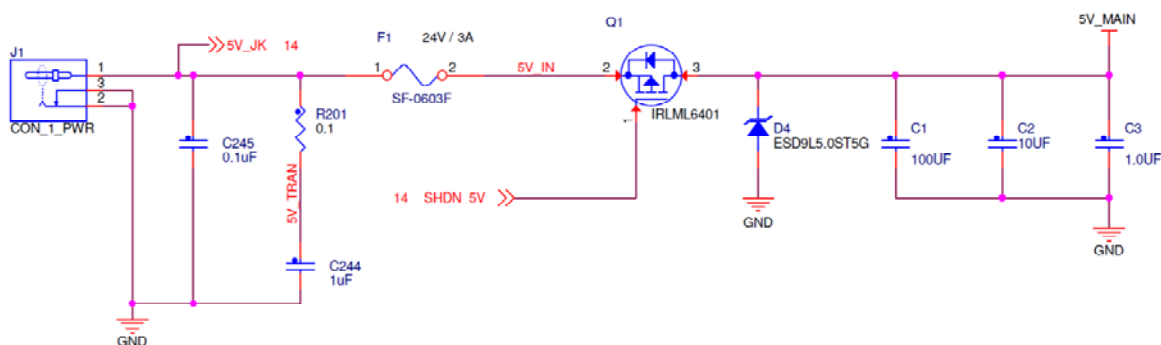 J1
1
3
2
CON_1_PWR
5V_JK 14
C245
0.1uF
R201
0.1
5V_TRAN
C244
1uF
GND
F1
24V / 3A
1
2
SF-0603F
5V_IN
Q1
2
3
1
IRLML6401
14 SHDN_5V
D4
ESD9L5.0ST5G
GND
C1
100UF
C2
10UF
5V_MAIN
C3
1.0UF
GND